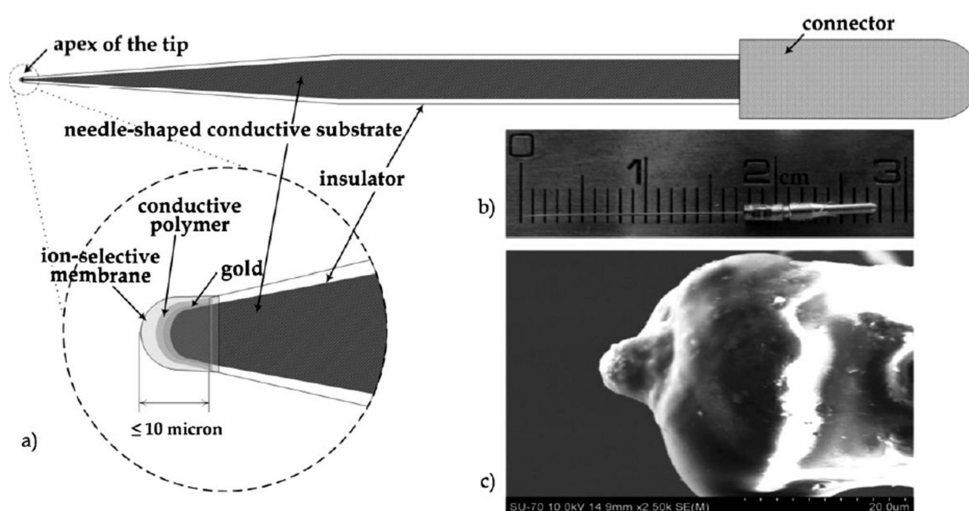 connector
apex of the tip
needle-shaped conductive substrate
insulator
conductive
polymer
ion-selective
membrane
gold
≤ 10 micron
a)
b)
0 1 2 cm 3
c)
SU-70 10.0kV 14.9mm x2.50k SE(M) 20.0um